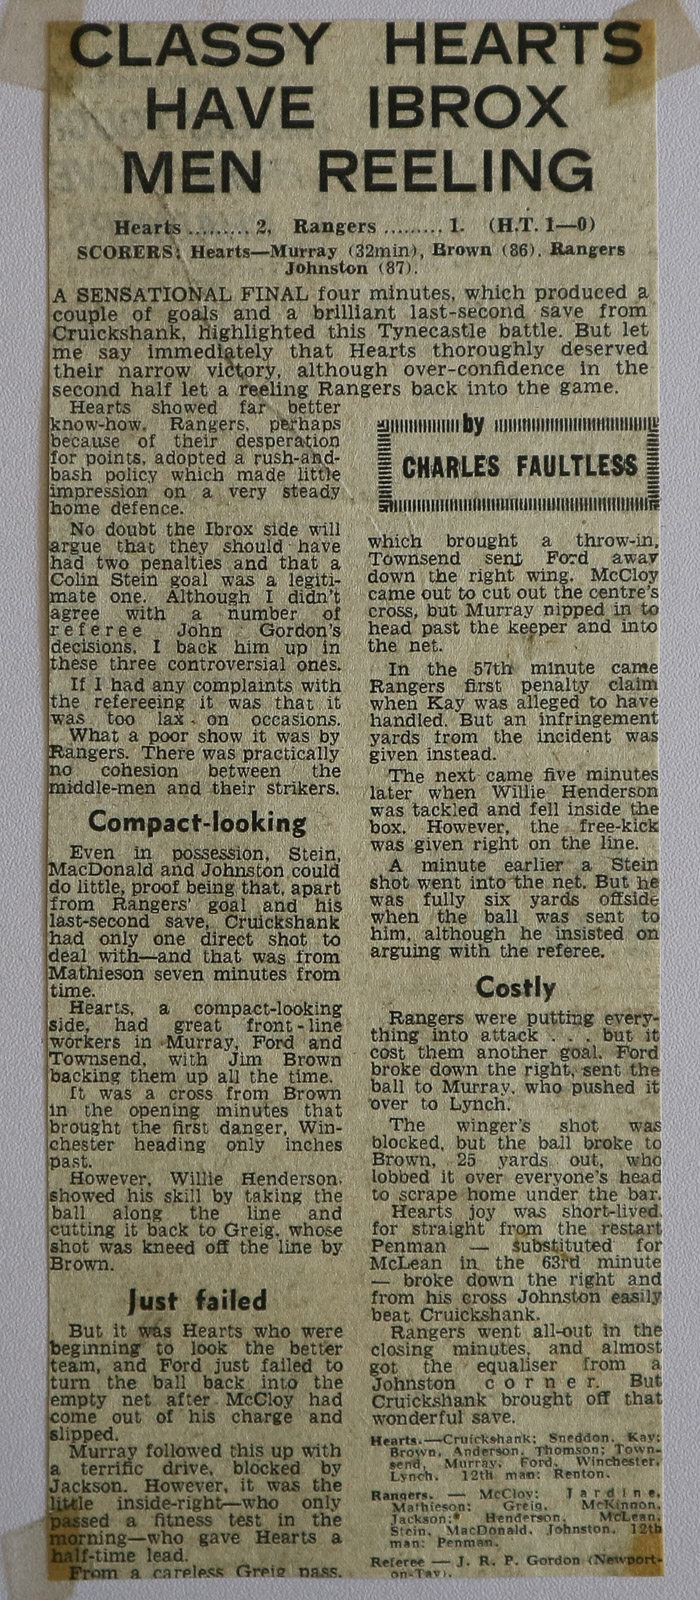 CLASSY HEARTS
HAVE IBROX
MEN REELING
Hearts ......... 2, Rangers ......... 1. (H.T. 1—0)
SCORERS: Hearts—Murray (32min), Brown (86). Rangers
Johnston (87).
A SENSATIONAL FINAL four minutes, which produced a
couple of goals and a brilliant last-second save from
Cruickshank, highlighted this Tynecastle battle. But let
me say immediately that Hearts thoroughly deserved
their narrow victory, although over-confidence in the
second half let a reeling Rangers back into the game.
Hearts showed far better
know-how. Rangers, perhaps
because of their desperation
for points, adopted a rush-and-
bash policy which made little
impression on a very steady
home defence.
No doubt the Ibrox side will
argue that they should have
had two penalties and that a
Colin Stein goal was a legiti-
mate one. Although I didn't
agree with a number of
referee John Gordon's
decisions, I back him up in
these three controversial ones.
If I had any complaints with
the refereeing it was that it
was too lax on occasions.
What a poor show it was by
Rangers. There was practically
no cohesion between the
middle-men and their strikers.
Compact-looking
Even in possession, Stein,
MacDonald and Johnston could
do little, proof being that, apart
from Rangers' goal and his
last-second save, Cruickshank
had only one direct shot to
deal with—and that was from
Mathieson seven minutes from
time.
Hearts, a compact-looking
side, had great front-line
workers in Murray, Ford and
Townsend, with Jim Brown
backing them up all the time.
It was a cross from Brown
in the opening minutes that
brought the first danger, Win-
chester heading only inches
past.
However, Willie Henderson
showed his skill by taking the
ball along the line and
cutting it back to Greig, whose
shot was kneed off the line by
Brown.
Just failed
But it was Hearts who were
beginning to look the better
team, and Ford just failed to
turn the ball back into the
empty net after McCloy had
come out of his charge and
slipped.
Murray followed this up with
a terrific drive, blocked by
Jackson. However, it was the
little inside-right—who only
passed a fitness test in the
morning—who gave Hearts a
half-time lead.
From a careless Greig pass,
by
CHARLES FAULTLESS
which brought a throw-in,
Townsend sent Ford away
down the right wing. McCloy
came out to cut out the centre's
cross, but Murray nipped in to
head past the keeper and into
the net.
In the 57th minute came
Rangers first penalty claim
when Kay was alleged to have
handled. But an infringement
yards from the incident was
given instead.
The next came five minutes
later when Willie Henderson
was tackled and fell inside the
box. However, the free-kick
was given right on the line.
A minute earlier a Stein
shot went into the net. But he
was fully six yards offside
when the ball was sent to
him, although he insisted on
arguing with the referee.
Costly
Rangers were putting every-
thing into attack . . . but it
cost them another goal. Ford
broke down the right, sent the
ball to Murray, who pushed it
over to Lynch.
The winger's shot was
blocked, but the ball broke to
Brown, 25 yards out, who
lobbed it over everyone's head
to scrape home under the bar.
Hearts joy was short-lived,
for straight from the restart
Penman — substituted for
McLean in the 63rd minute
— broke down the right and
from his cross Johnston easily
beat Cruickshank.
Rangers went all-out in the
closing minutes, and almost
got the equaliser from a
Johnston corner. But
Cruickshank brought off that
wonderful save.
Hearts.—Cruickshank; Sneddon, Kay;
Brown, Anderson, Thomson; Town-
send, Murray, Ford, Winchester,
Lynch. 12th man: Renton.
Rangers. — McCloy; Jardine,
Mathieson; Greig, McKinnon,
Jackson; Henderson, McLean,
Stein, MacDonald, Johnston. 12th
man: Penman.
Referee — J. R. P. Gordon (Newport-
on-Tay).